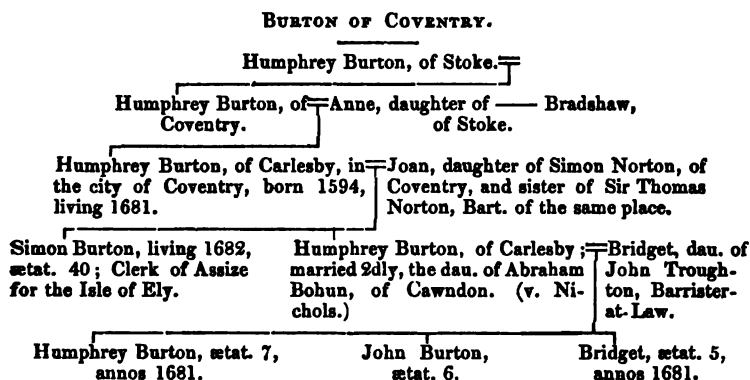 BURTON OF COVENTRY.
Humphrey Burton, of Stoke.
Humphrey Burton, of Coventry.
Anne, daughter of —— Bradshaw, of Stoke.
Humphrey Burton, of Carlesby, in
the city of Coventry, born 1594,
living 1681.
Joan, daughter of Simon Norton, of
Coventry, and sister of Sir Thomas
Norton, Bart. of the same place.
Simon Burton, living 1682,
ætat. 40; Clerk of Assize
for the Isle of Ely.
Humphrey Burton, of Carlesby;
married 2dly, the dau. of Abraham
Bohun, of Cawndon. (v. Ni-
chols.)
Bridget, dau. of
John Trough-
ton, Barrister-
at-Law.
Humphrey Burton, ætat. 7,
annos 1681.
John Burton,
ætat. 6.
Bridget, ætat. 5,
annos 1681.